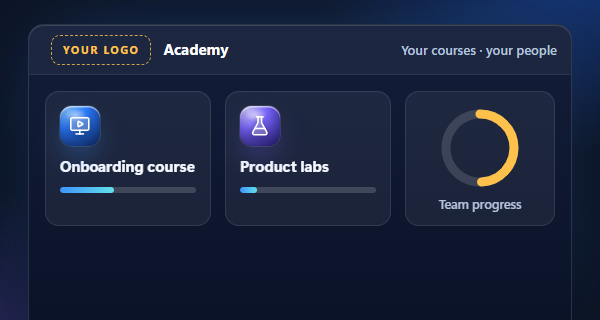 YOUR LOGO
Academy
Your courses · your people
Onboarding course
Product labs
Team progress